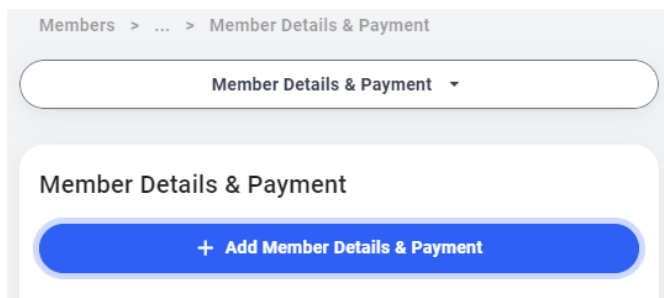 Members > ... > Member Details & Payment
Member Details & Payment
Member Details & Payment
+ Add Member Details & Payment